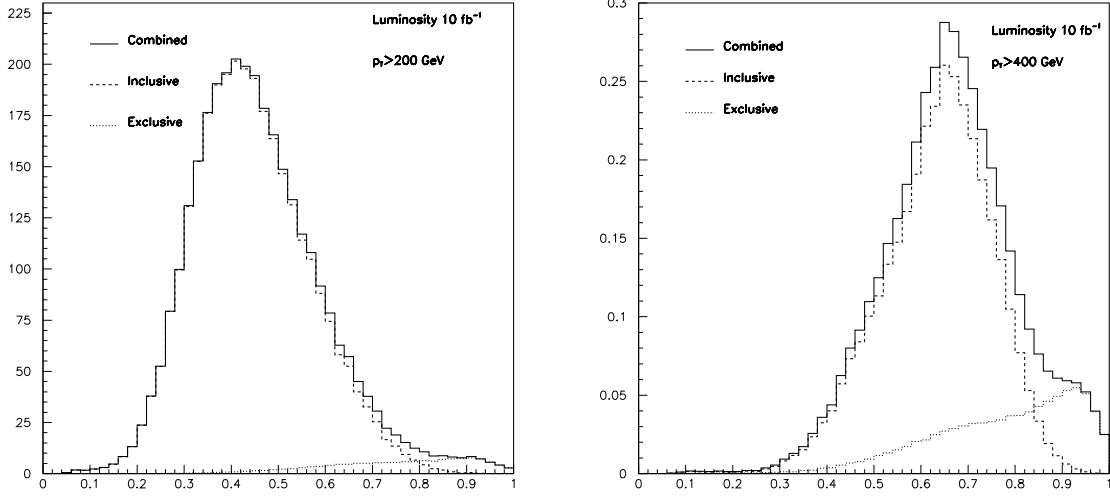 Luminosity 10 fb⁻¹
Combined
pT>200 GeV
Inclusive
Exclusive
225
200
175
150
125
100
75
50
25
0
0 0.1 0.2 0.3 0.4 0.5 0.6 0.7 0.8 0.9 1
Luminosity 10 fb⁻¹
Combined
pT>400 GeV
Inclusive
Exclusive
0.3
0.25
0.2
0.15
0.1
0.05
0
0 0.1 0.2 0.3 0.4 0.5 0.6 0.7 0.8 0.9 1